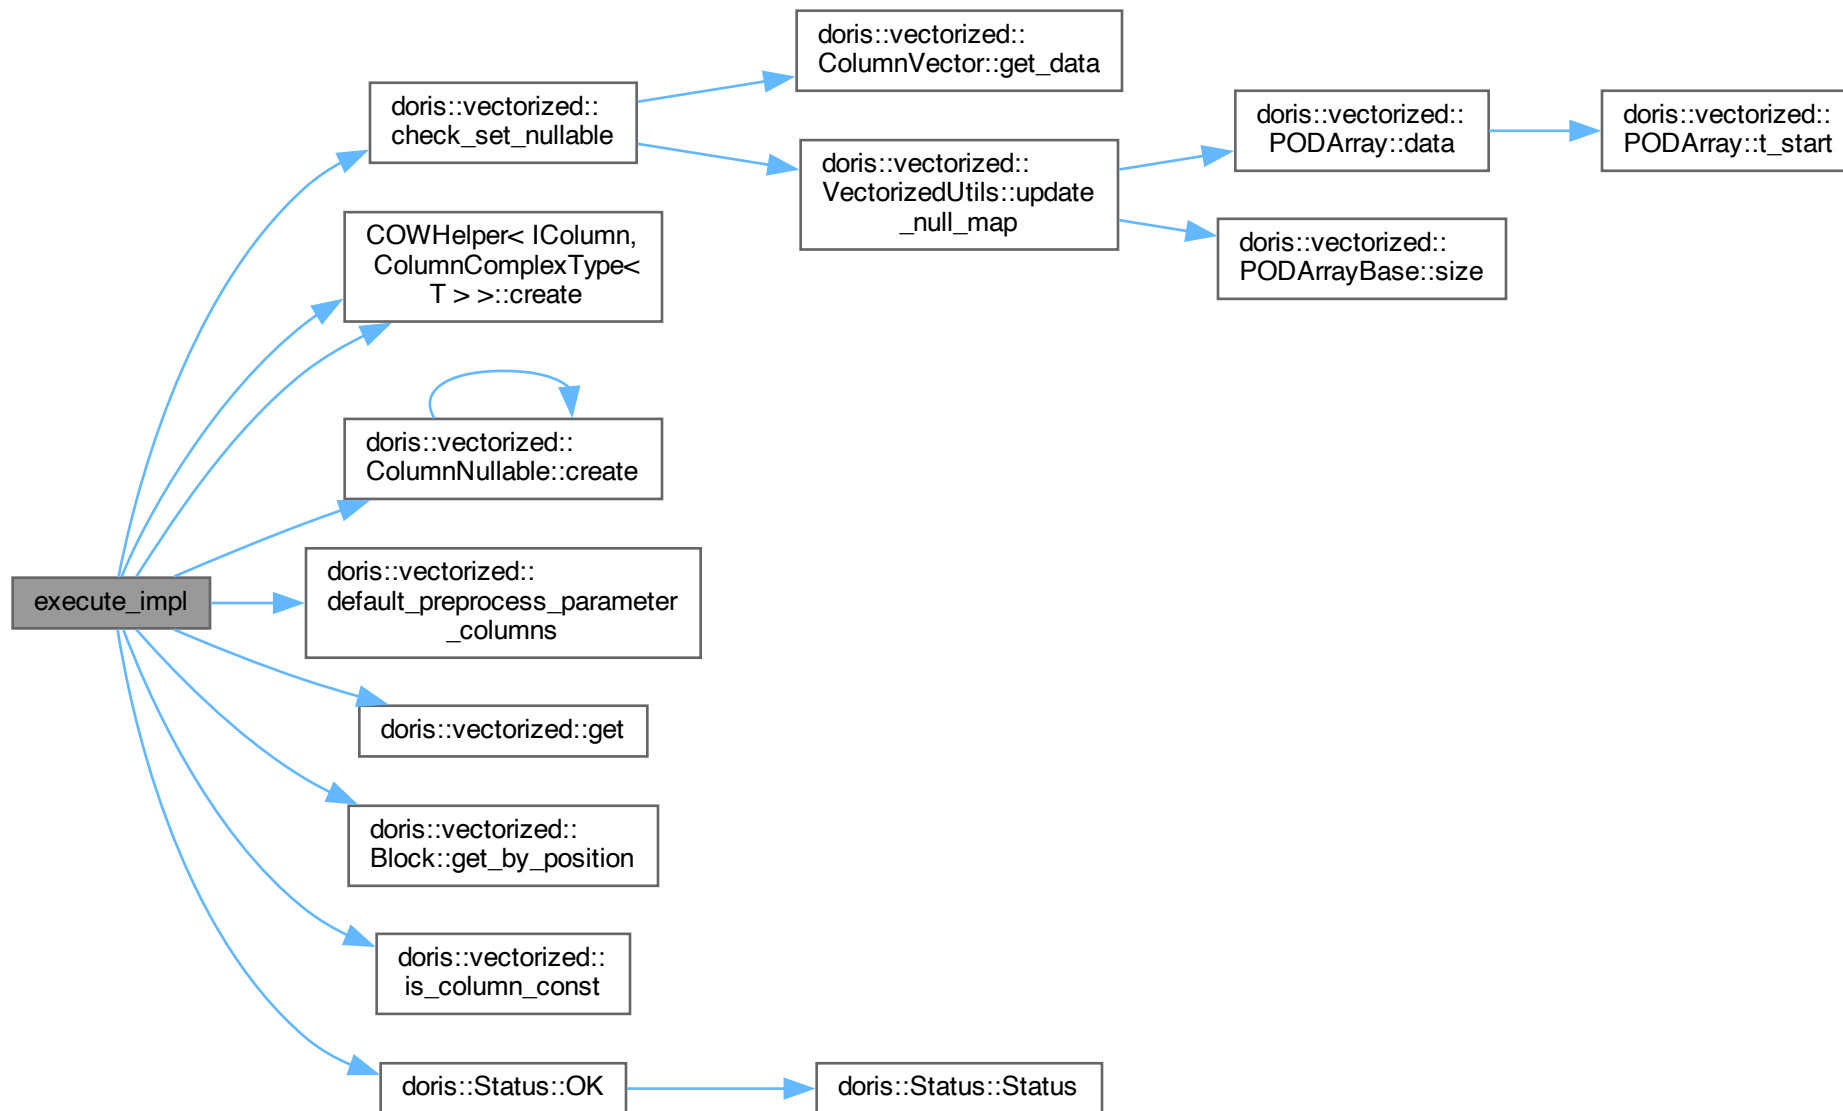 execute_impl
doris::vectorized::
check_set_nullable
doris::vectorized::
ColumnVector::get_data
doris::vectorized::
VectorizedUtils::update
_null_map
doris::vectorized::
PODArray::data
doris::vectorized::
PODArray::t_start
doris::vectorized::
PODArrayBase::size
COWHelper< IColumn,
ColumnComplexType<
T > >::create
doris::vectorized::
ColumnNullable::create
doris::vectorized::
default_preprocess_parameter
_columns
doris::vectorized::get
doris::vectorized::
Block::get_by_position
doris::vectorized::
is_column_const
doris::Status::OK
doris::Status::Status